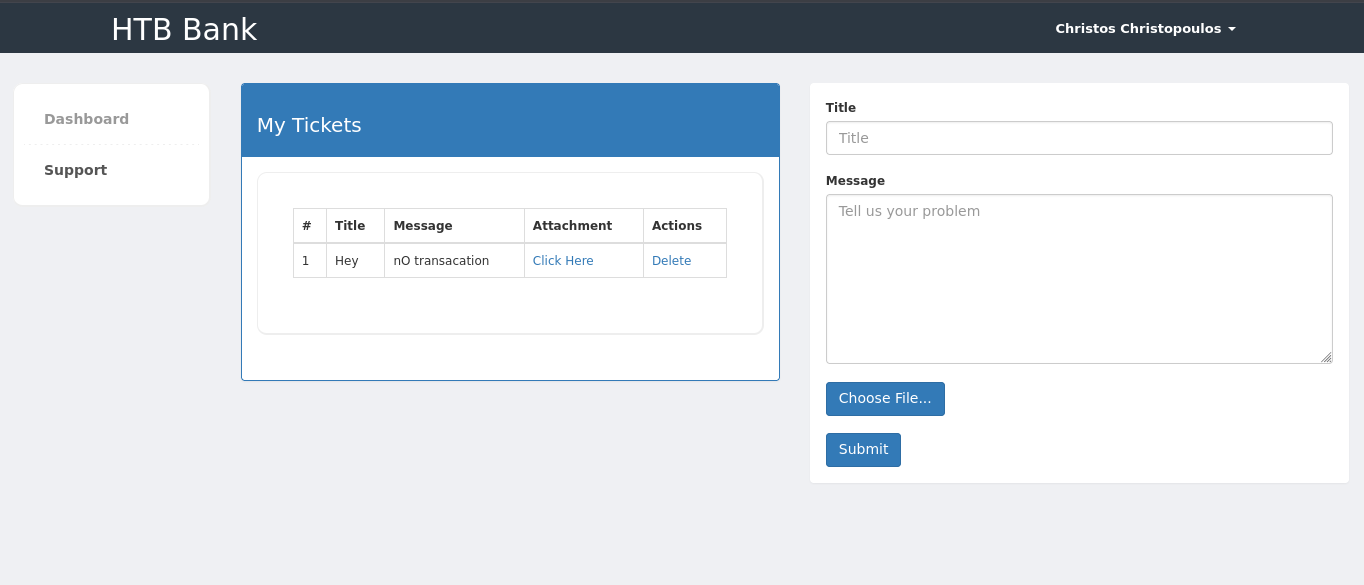 HTB Bank
Christos Christopoulos
Dashboard
Support
My Tickets
# Title Message Attachment Actions
1 Hey nO transacation Click Here Delete
Title
Title
Message
Tell us your problem
Choose File...
Submit